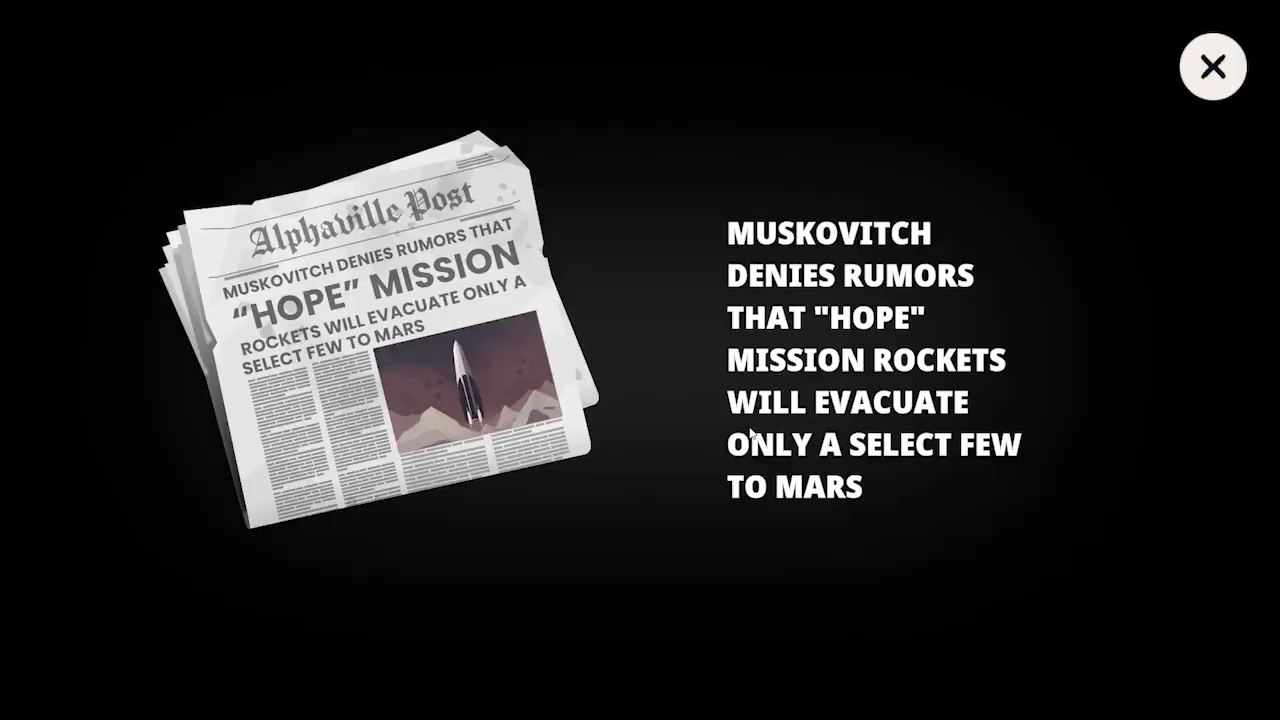 Alphaville Post
MUSKOVITCH DENIES RUMORS THAT
“HOPE” MISSION
ROCKETS WILL EVACUATE ONLY A
SELECT FEW TO MARS
MUSKOVITCH
DENIES RUMORS
THAT "HOPE"
MISSION ROCKETS
WILL EVACUATE
ONLY A SELECT FEW
TO MARS